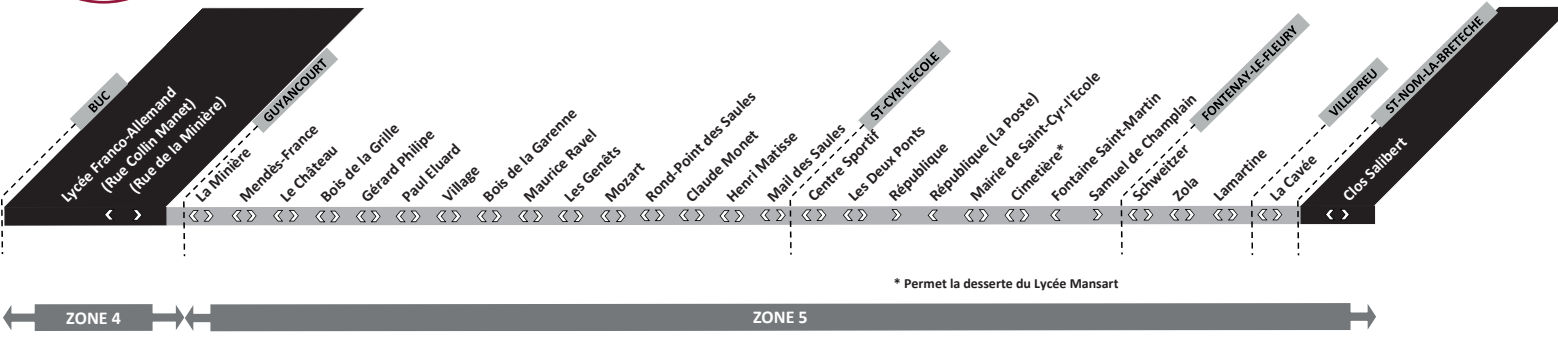 BUC
Lycée Franco-Allemand
(Rue Collin Manet)
(Rue de la Minière)
GUYANCOURT
La Minière
Mendès-France
Le Château
Bois de la Grille
Gérard Philipe
Paul Eluard
Village
Bois de la Garenne
Maurice Ravel
Les Genêts
Mozart
Rond-Point des Saules
Claude Monet
Henri Matisse
Mail des Saules
ST-CYR-L'ECOLE
Centre Sportif
Les Deux Ponts
République
République (La Poste)
Mairie de Saint-Cyr-l'Ecole
Cimetière*
Fontaine Saint-Martin
Samuel de Champlain
FONTENAY-LE-FLEURY
Schweitzer
Zola
Lamartine
VILLEPREU
La Cavée
ST-NOM-LA-BRETECHE
Clos Salibert
* Permet la desserte du Lycée Mansart
ZONE 4
ZONE 5